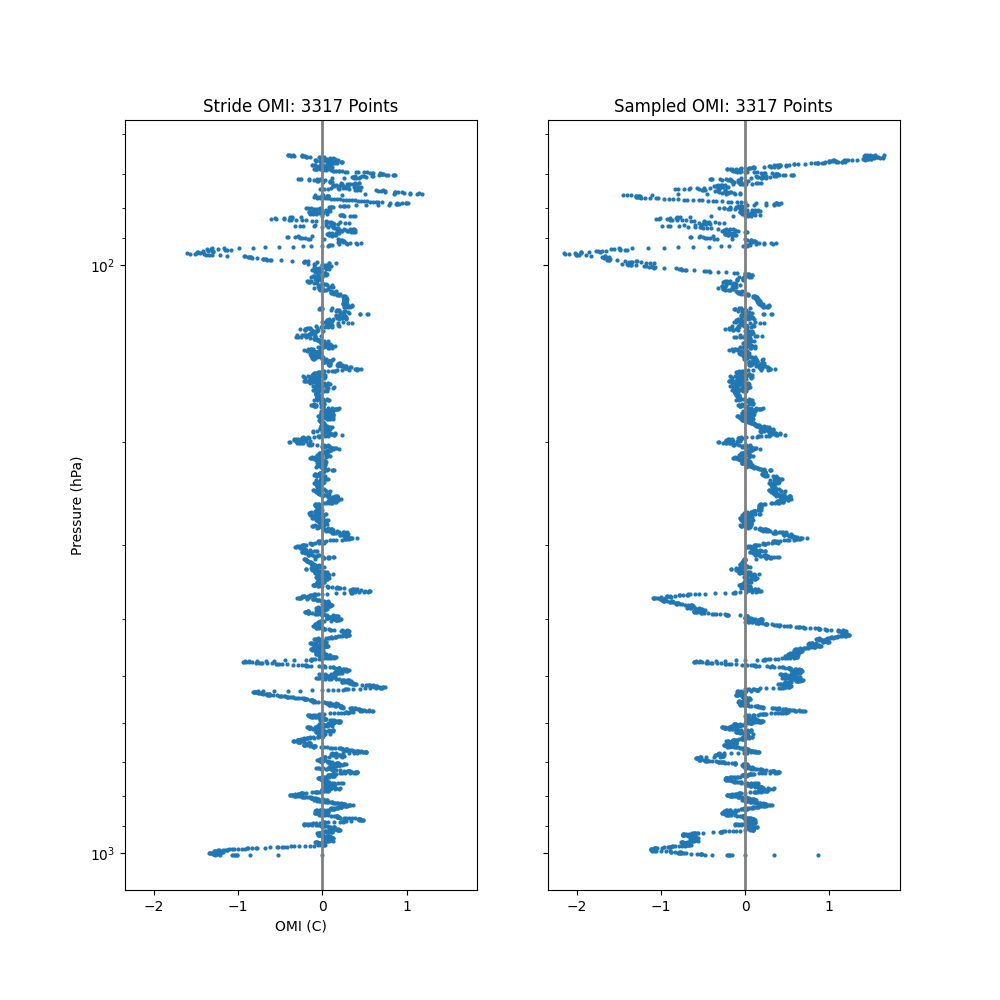 Stride OMI: 3317 Points
Sampled OMI: 3317 Points
Pressure (hPa)
10²
10³
−2 −1 0 1
−2 −1 0 1
OMI (C)